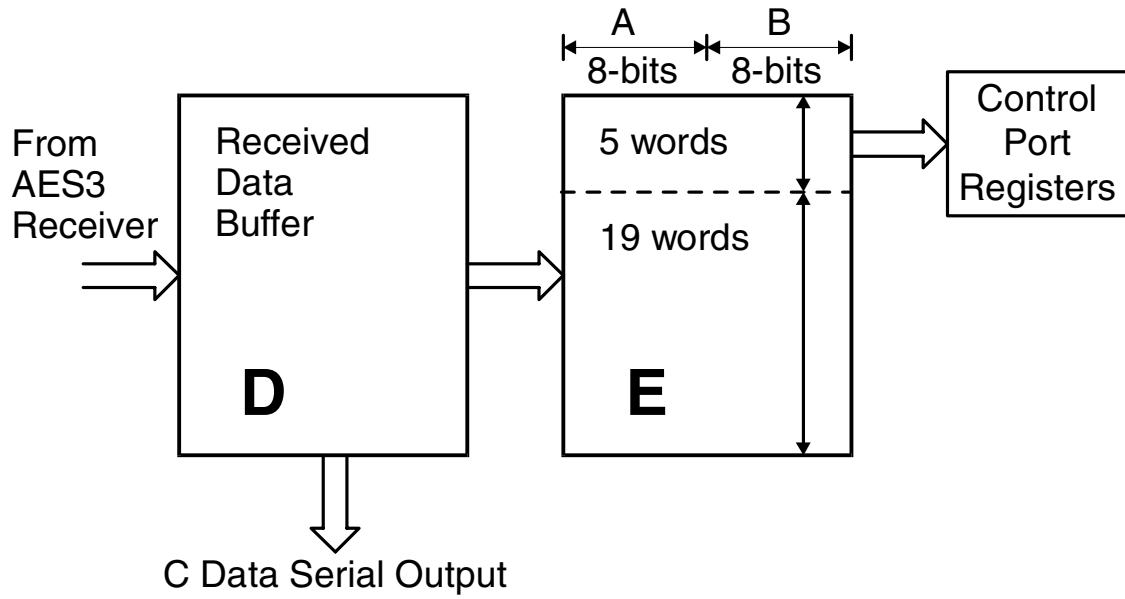 A
B
8-bits
8-bits
From
AES3
Receiver
Received
Data
Buffer
D
5 words
19 words
E
Control
Port
Registers
C Data Serial Output